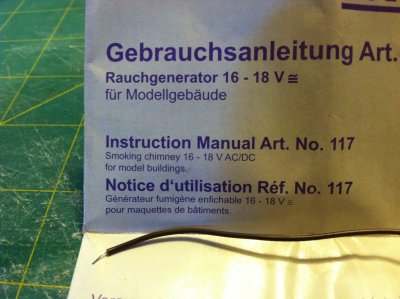 Gebrauchsanleitung Art.
Rauchgenerator 16 - 18 V ≅
für Modellgebäude
Instruction Manual Art. No. 117
Smoking chimney 16 - 18 V AC/DC
for model buildings.
Notice d'utilisation Réf. No. 117
Générateur fumigène enfichable 16 - 18 V ≅
pour maquettes de bâtiments.